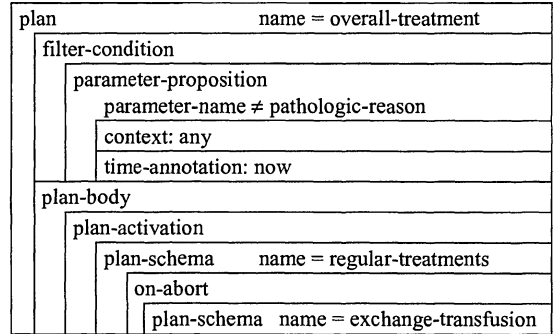 plan name = overall-treatment
filter-condition
parameter-proposition
parameter-name ≠ pathologic-reason
context: any
time-annotation: now
plan-body
plan-activation
plan-schema name = regular-treatments
on-abort
plan-schema name = exchange-transfusion